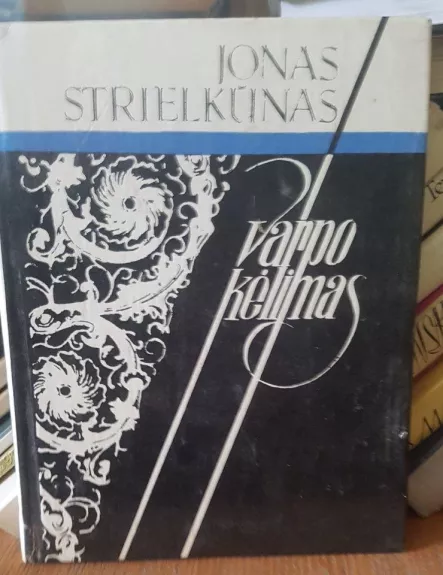 JONAS
STRIELKŪNAS
Varpo
kėlimas